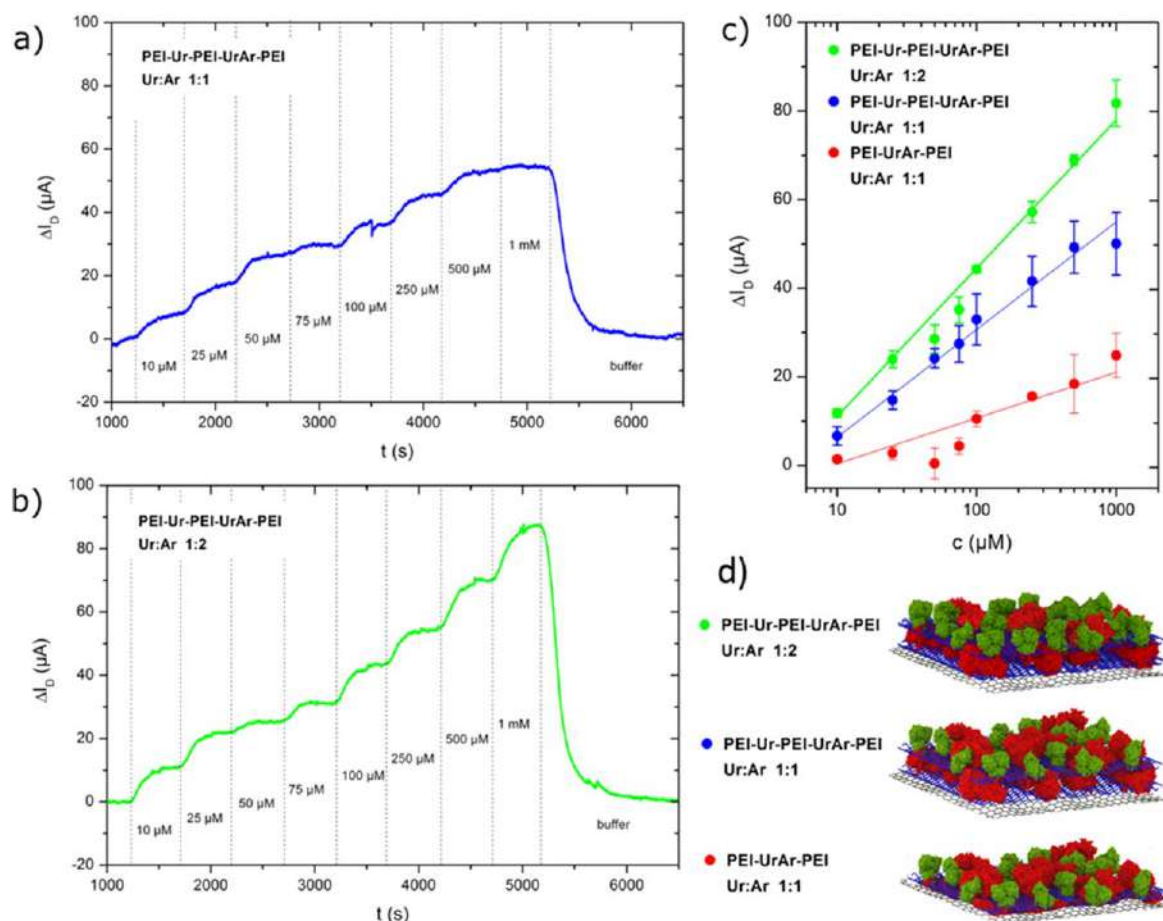 a)
PEI-Ur-PEI-UrAr-PEI
Ur:Ar 1:1
100
80
60
40
20
0
-20
ΔI_D (μA)
10 μM
25 μM
50 μM
75 μM
100 μM
250 μM
500 μM
1 mM
buffer
1000 2000 3000 4000 5000 6000
t (s)
b)
PEI-Ur-PEI-UrAr-PEI
Ur:Ar 1:2
100
80
60
40
20
0
-20
ΔI_D (μA)
10 μM
25 μM
50 μM
75 μM
100 μM
250 μM
500 μM
1 mM
buffer
1000 2000 3000 4000 5000 6000
t (s)
c)
PEI-Ur-PEI-UrAr-PEI
Ur:Ar 1:2
PEI-Ur-PEI-UrAr-PEI
Ur:Ar 1:1
PEI-UrAr-PEI
Ur:Ar 1:1
100
80
60
40
20
0
ΔI_D (μA)
10 100 1000
c (μM)
d)
PEI-Ur-PEI-UrAr-PEI
Ur:Ar 1:2
PEI-Ur-PEI-UrAr-PEI
Ur:Ar 1:1
PEI-UrAr-PEI
Ur:Ar 1:1